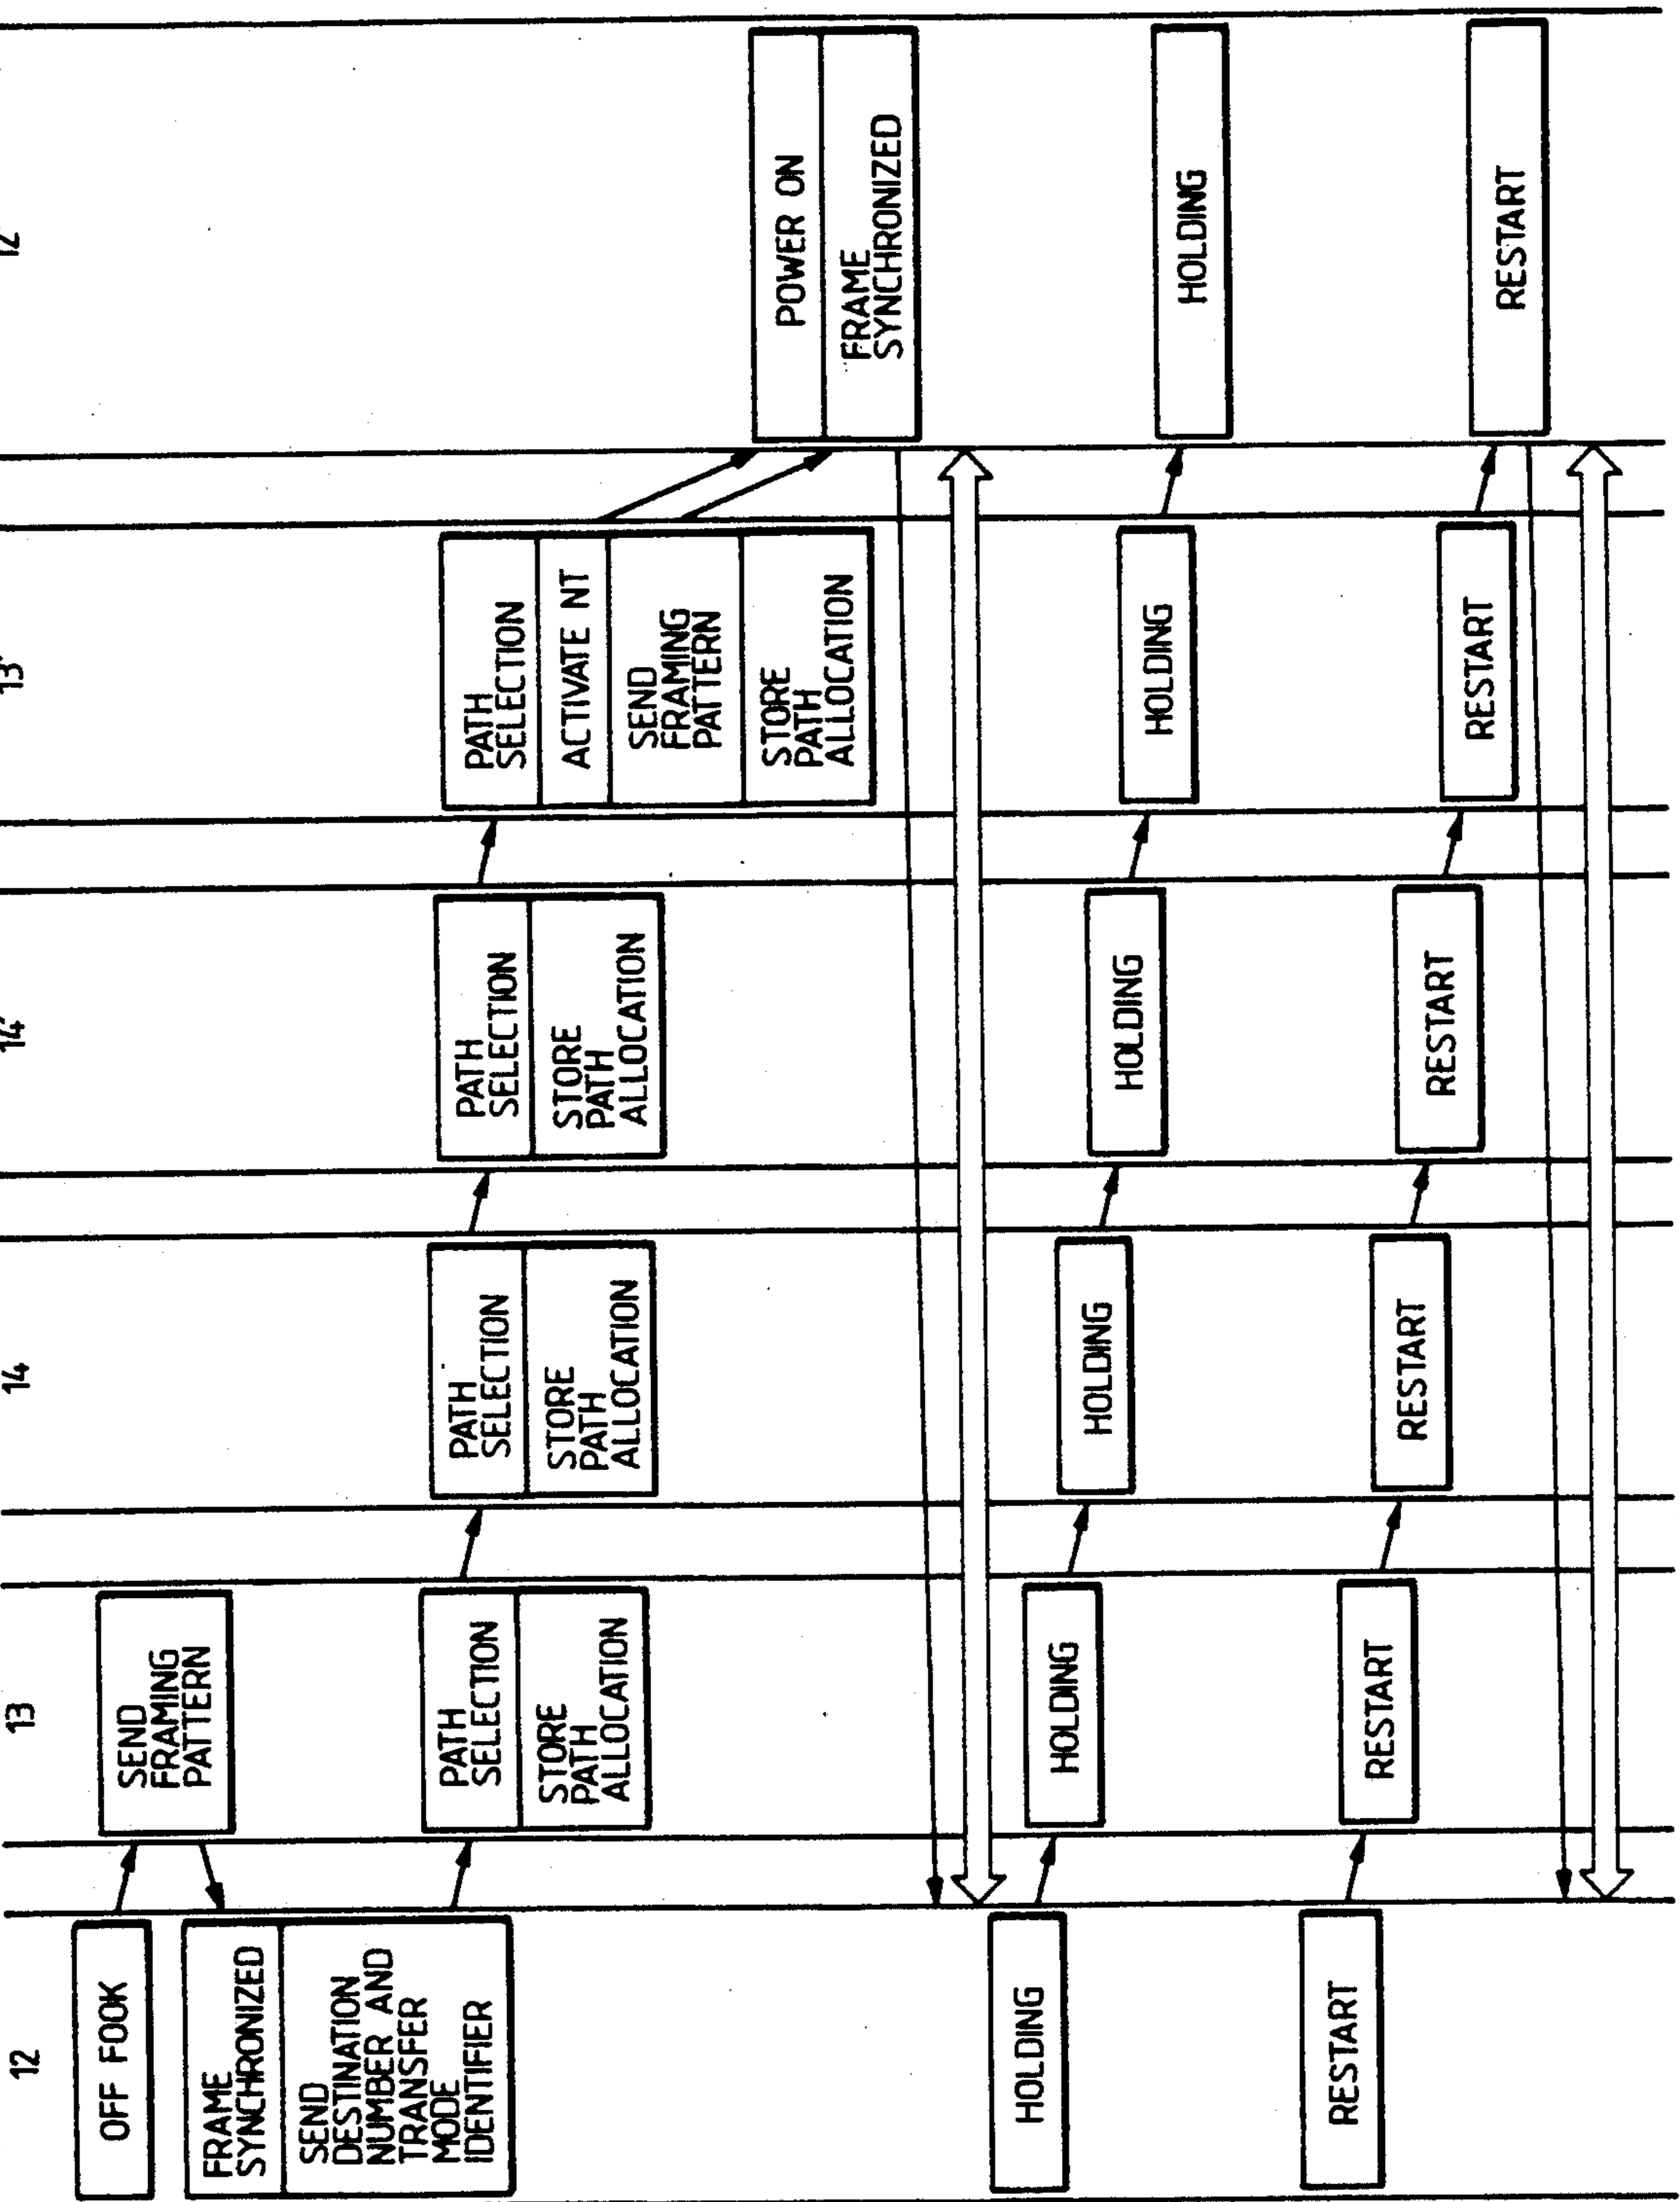 12
13
14
14'
13'
12
OFF FOOK
SEND
FRAMING
PATTERN
FRAME
SYNCHRONIZED
SEND
DESTINATION
NUMBER AND
TRANSFER
MODE
IDENTIFIER
PATH
SELECTION
STORE
PATH
ALLOCATION
PATH
SELECTION
STORE
PATH
ALLOCATION
PATH
SELECTION
STORE
PATH
ALLOCATION
PATH
SELECTION
ACTIVATE NT
SEND
FRAMING
PATTERN
STORE
PATH
ALLOCATION
POWER ON
FRAME
SYNCHRONIZED
HOLDING
HOLDING
HOLDING
HOLDING
HOLDING
HOLDING
RESTART
RESTART
RESTART
RESTART
RESTART
RESTART